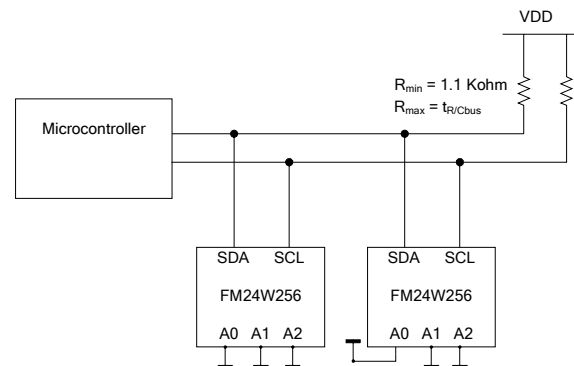 VDD
Rmin = 1.1 Kohm
Rmax = tR/Cbus
Microcontroller
SDA SCL SDA SCL
FM24W256 FM24W256
A0 A1 A2 A0 A1 A2